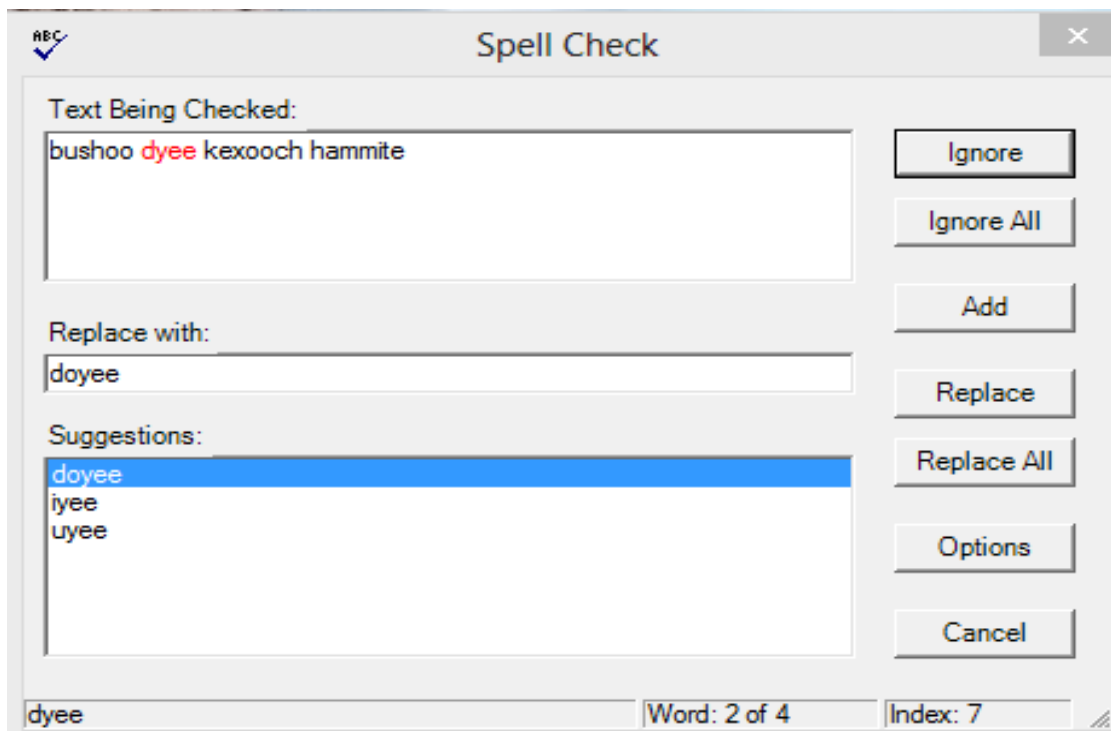 ABC
Spell Check
Text Being Checked:
bushoo dyee kexooch hammite
Ignore
Ignore All
Add
Replace with:
doyee
Replace
Suggestions:
doyee
iyee
uyee
Replace All
Options
Cancel
dyee
Word: 2 of 4
Index: 7